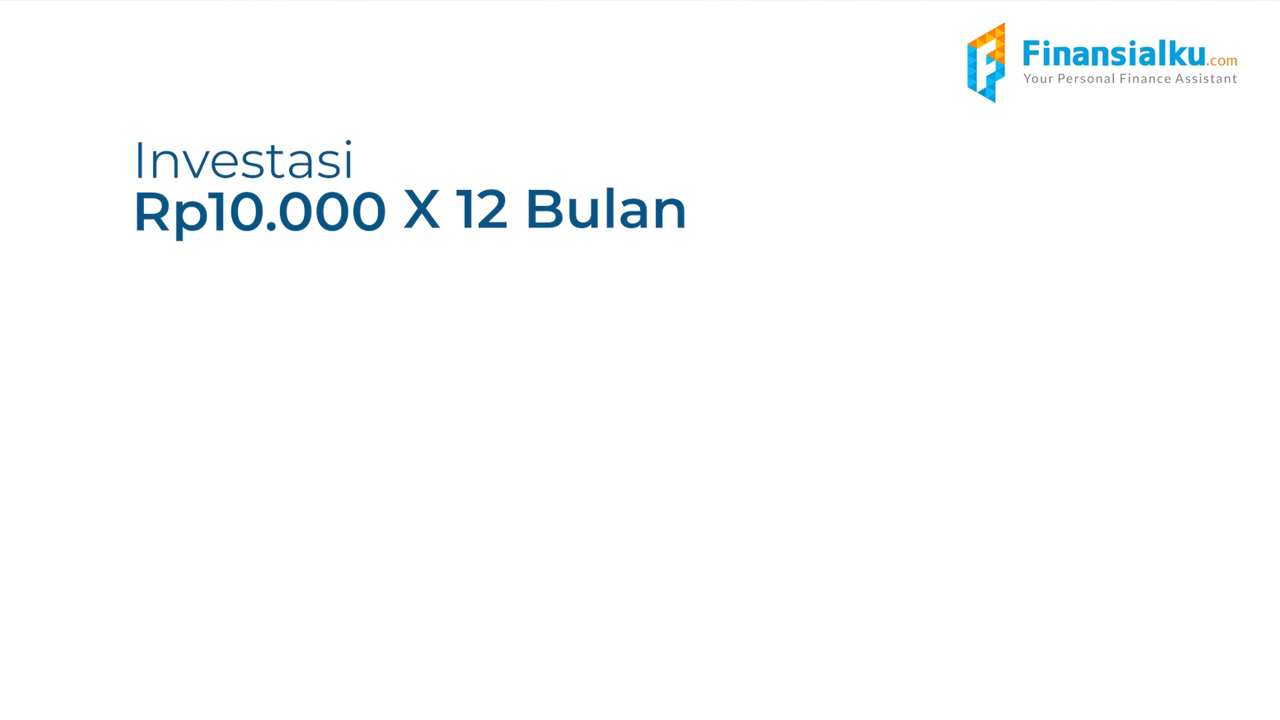 Finansialku.com
Your Personal Finance Assistant
Investasi
Rp10.000 X 12 Bulan